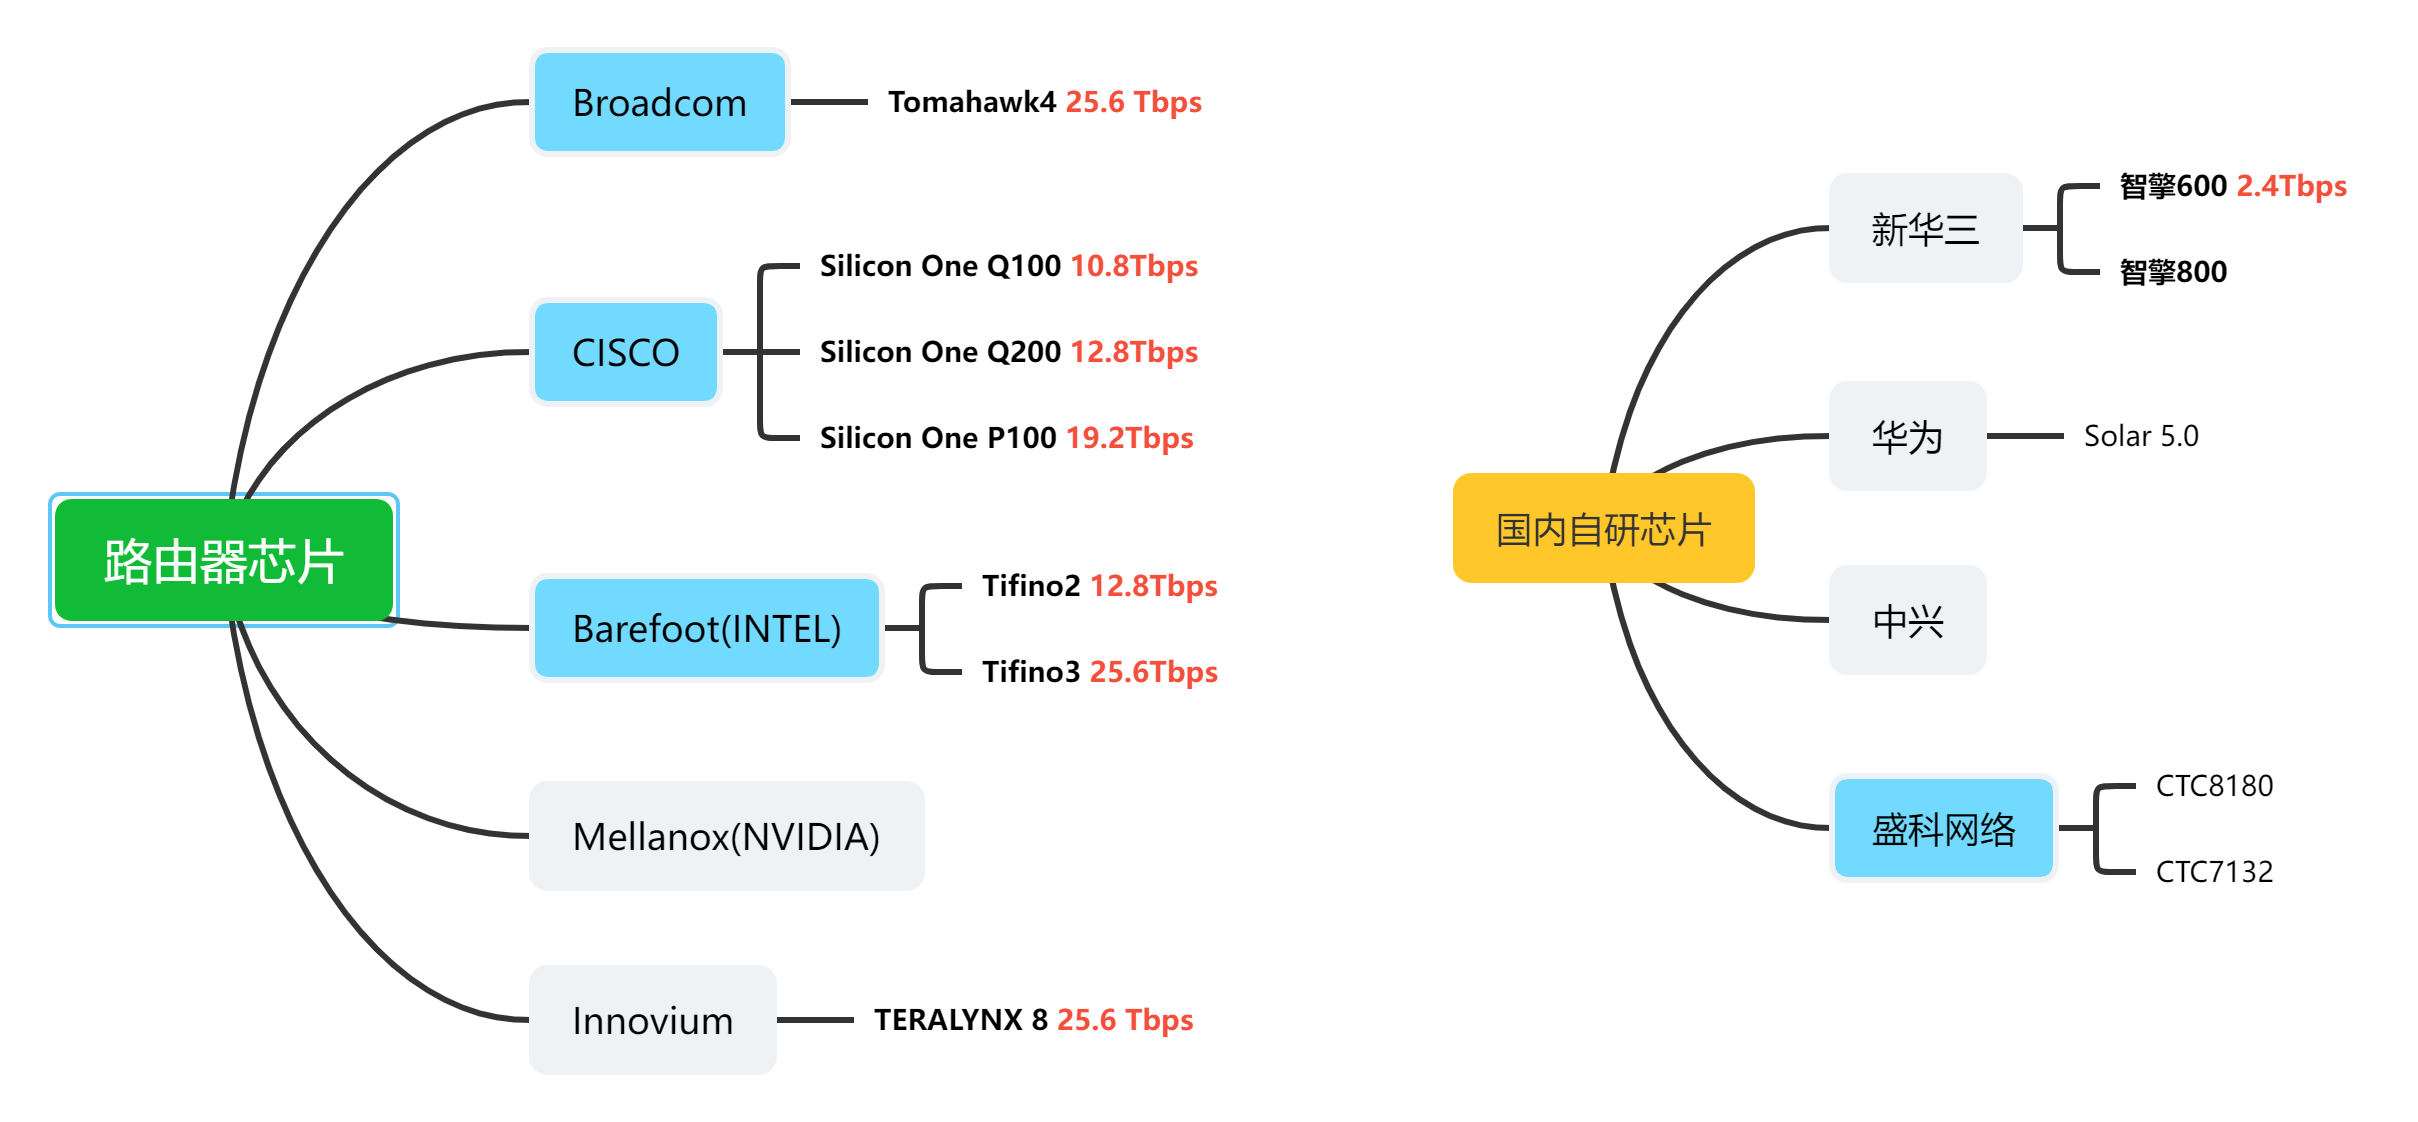 路由器芯片
Broadcom
Tomahawk4 25.6 Tbps
CISCO
Silicon One Q100 10.8Tbps
Silicon One Q200 12.8Tbps
Silicon One P100 19.2Tbps
Barefoot(INTEL)
Tifino2 12.8Tbps
Tifino3 25.6Tbps
Mellanox(NVIDIA)
Innovium
TERALYNX 8 25.6 Tbps
国内自研芯片
新华三
智擎600 2.4Tbps
智擎800
华为
Solar 5.0
中兴
盛科网络
CTC8180
CTC7132